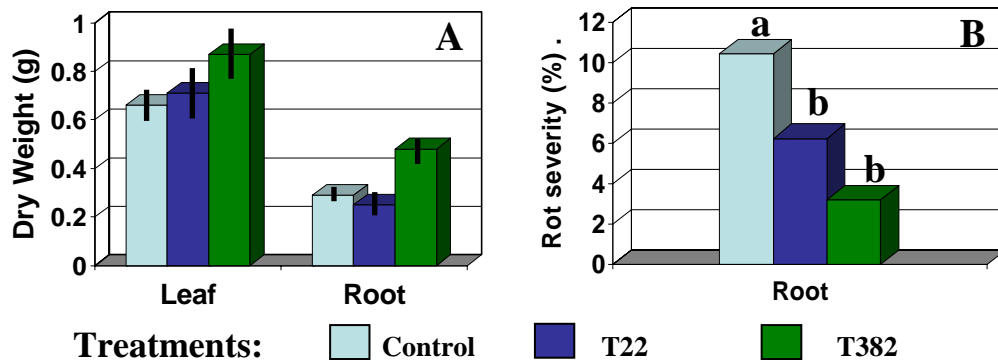 A
Dry Weight (g)
1
0.8
0.6
0.4
0.2
0
Leaf Root
B
Rot severity (%) .
12
10
8
6
4
2
0
a
b
b
Root
Treatments: Control T22 T382